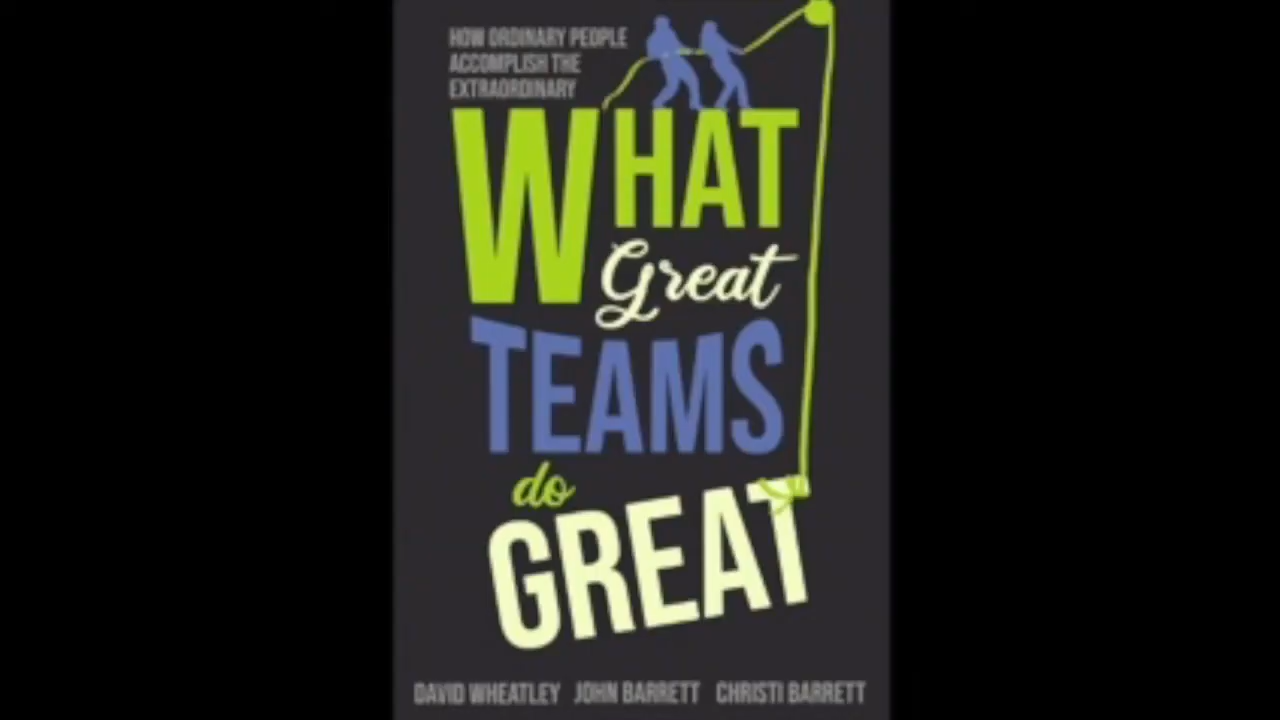 HOW ORDINARY PEOPLE
ACCOMPLISH THE
EXTRAORDINARY
WHAT
Great
TEAMS
do
GREAT
DAVID WHEATLEY JOHN BARRETT CHRISTI BARRETT